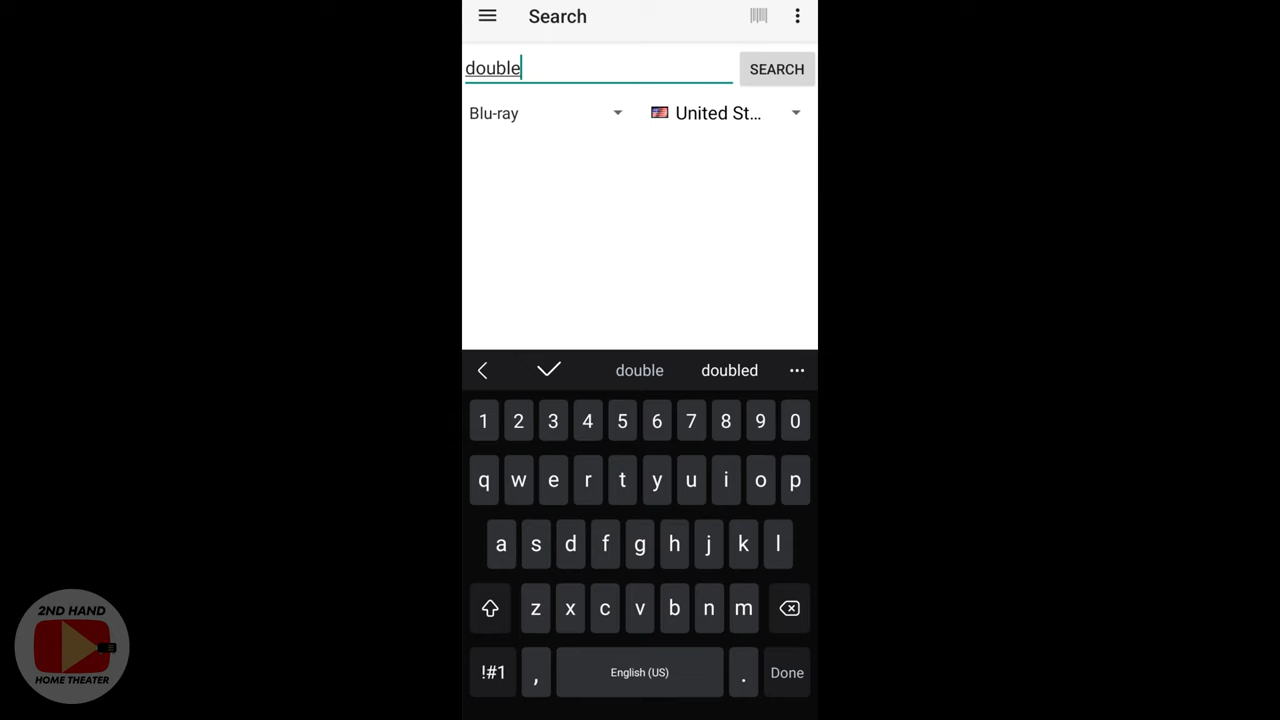 Search
double
SEARCH
Blu-ray
United St...
double doubled ...
1 2 3 4 5 6 7 8 9 0
q w e r t y u i o p
a s d f g h j k l
z x c v b n m
!#1 , English (US) . Done
2ND HAND
HOME THEATER